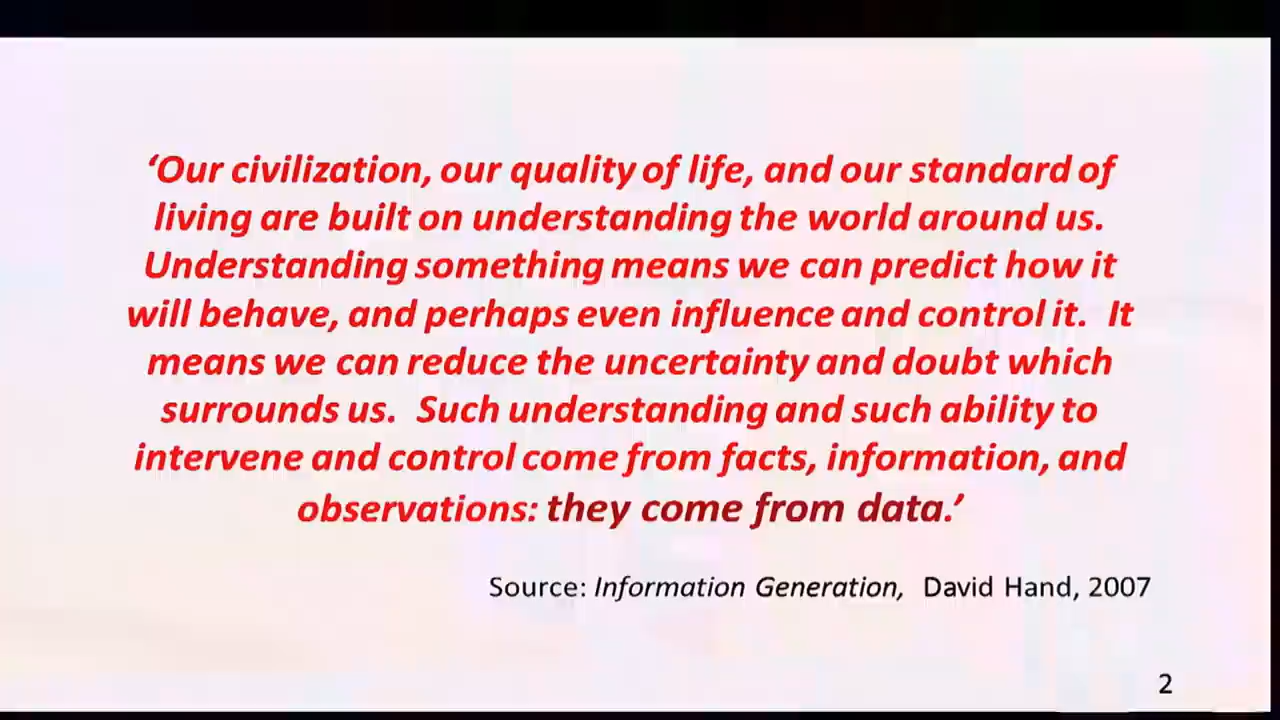 ‘Our civilization, our quality of life, and our standard of
living are built on understanding the world around us.
Understanding something means we can predict how it
will behave, and perhaps even influence and control it.  It
means we can reduce the uncertainty and doubt which
surrounds us.  Such understanding and such ability to
intervene and control come from facts, information, and
observations: they come from data.’
Source: Information Generation,  David Hand, 2007
2